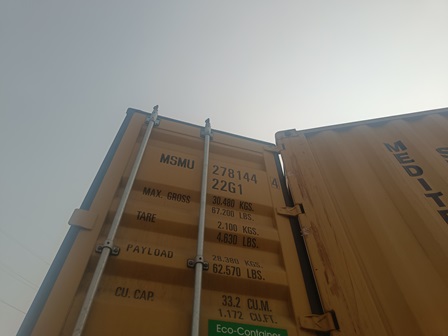 MSMU 278144 4
22G1
MAX. GROSS 30.480 KGS.
67.200 LBS.
TARE 2.100 KGS.
4.630 LBS.
PAYLOAD 28.380 KGS.
62.570 LBS.
CU. CAP. 33.2 CU.M.
1.172 CU.FT.
Eco-Container
MEDIT
S